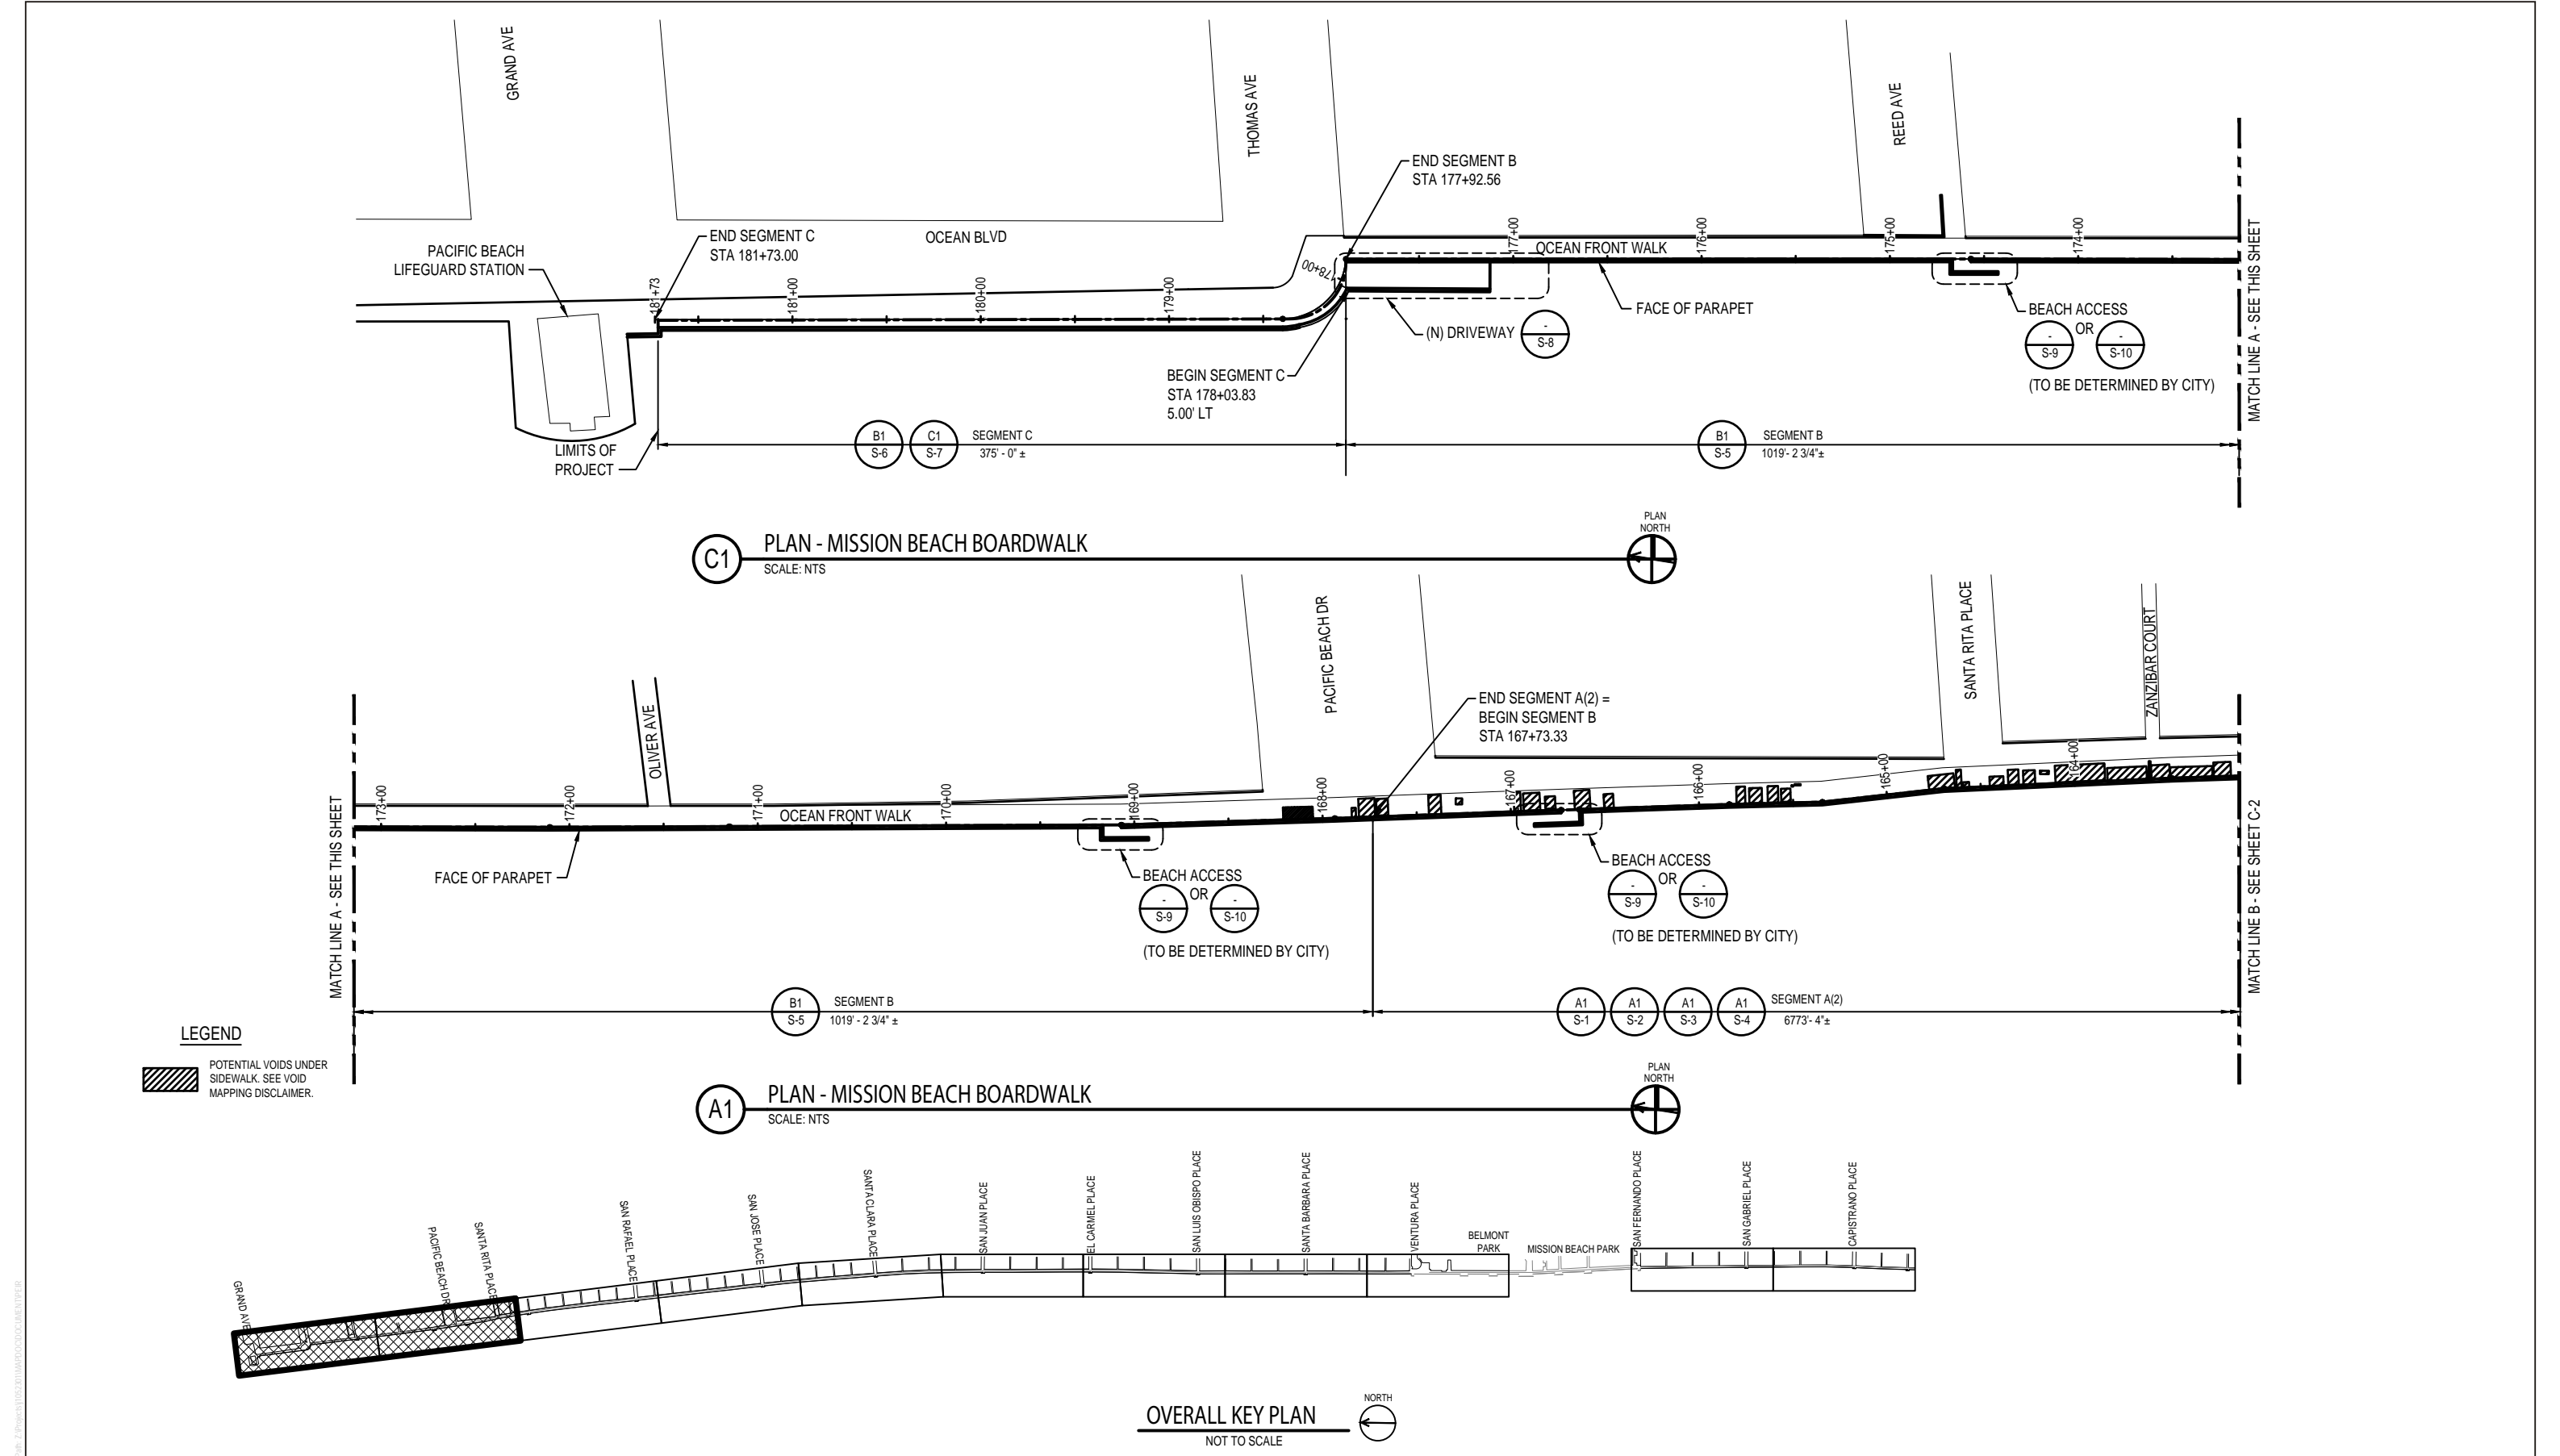 GRAND AVE
THOMAS AVE
REED AVE
END SEGMENT B
STA 177+92.56
END SEGMENT C
STA 181+73.00
OCEAN BLVD
PACIFIC BEACH
LIFEGUARD STATION
181+73
181+00
180+00
179+00
178+00
177+00
176+00
175+00
174+00
OCEAN FRONT WALK
FACE OF PARAPET
(N) DRIVEWAY
-
S-8
BEACH ACCESS
OR
-
S-9
-
S-10
(TO BE DETERMINED BY CITY)
MATCH LINE A - SEE THIS SHEET
BEGIN SEGMENT C
STA 178+03.83
5.00' LT
LIMITS OF
PROJECT
B1
S-6
C1
S-7
SEGMENT C
375' - 0" ±
B1
S-5
SEGMENT B
1019'- 2 3/4"±
C1
PLAN - MISSION BEACH BOARDWALK
SCALE: NTS
PLAN
NORTH
OLIVER AVE
PACIFIC BEACH DR
SANTA RITA PLACE
ZANZIBAR COURT
END SEGMENT A(2) =
BEGIN SEGMENT B
STA 167+73.33
173+00
172+00
171+00
170+00
169+00
168+00
167+00
166+00
165+00
164+00
OCEAN FRONT WALK
FACE OF PARAPET
BEACH ACCESS
OR
-
S-9
-
S-10
(TO BE DETERMINED BY CITY)
BEACH ACCESS
OR
-
S-9
-
S-10
(TO BE DETERMINED BY CITY)
MATCH LINE A - SEE THIS SHEET
MATCH LINE B - SEE SHEET C-2
B1
S-5
SEGMENT B
1019' - 2 3/4" ±
A1
S-1
A1
S-2
A1
S-3
A1
S-4
SEGMENT A(2)
6773'- 4"±
LEGEND
POTENTIAL VOIDS UNDER
SIDEWALK. SEE VOID
MAPPING DISCLAIMER.
A1
PLAN - MISSION BEACH BOARDWALK
SCALE: NTS
PLAN
NORTH
GRAND AVE
PACIFIC BEACH DR
SANTA RITA PLACE
SAN RAFAEL PLACE
SAN JOSE PLACE
SANTA CLARA PLACE
SAN JUAN PLACE
EL CARMEL PLACE
SAN LUIS OBISPO PLACE
SANTA BARBARA PLACE
VENTURA PLACE
BELMONT
PARK
MISSION BEACH PARK
SAN FERNANDO PLACE
SAN GABRIEL PLACE
CAPISTRANO PLACE
OVERALL KEY PLAN
NOT TO SCALE
NORTH